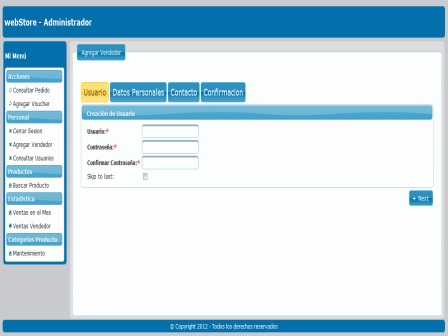 webStore - Administrador
Mi Menú
Acciones
Consultar Pedido
Agregar Voucher
Personal
Cerrar Sesion
Agregar Vendedor
Consultar Usuarios
Productos
Buscar Producto
Estadistica
Ventas en el Mes
Ventas Vendedor
Categorias Producto
Mantenimiento
Agregar Vendedor
Usuario Datos Personales Contacto Confirmacion
Creación de Usuario
Usuario:*
Contraseña:*
Confirmar Contraseña:*
Skip to last:
Next
© Copyright 2012 - Todos los derechos reservados